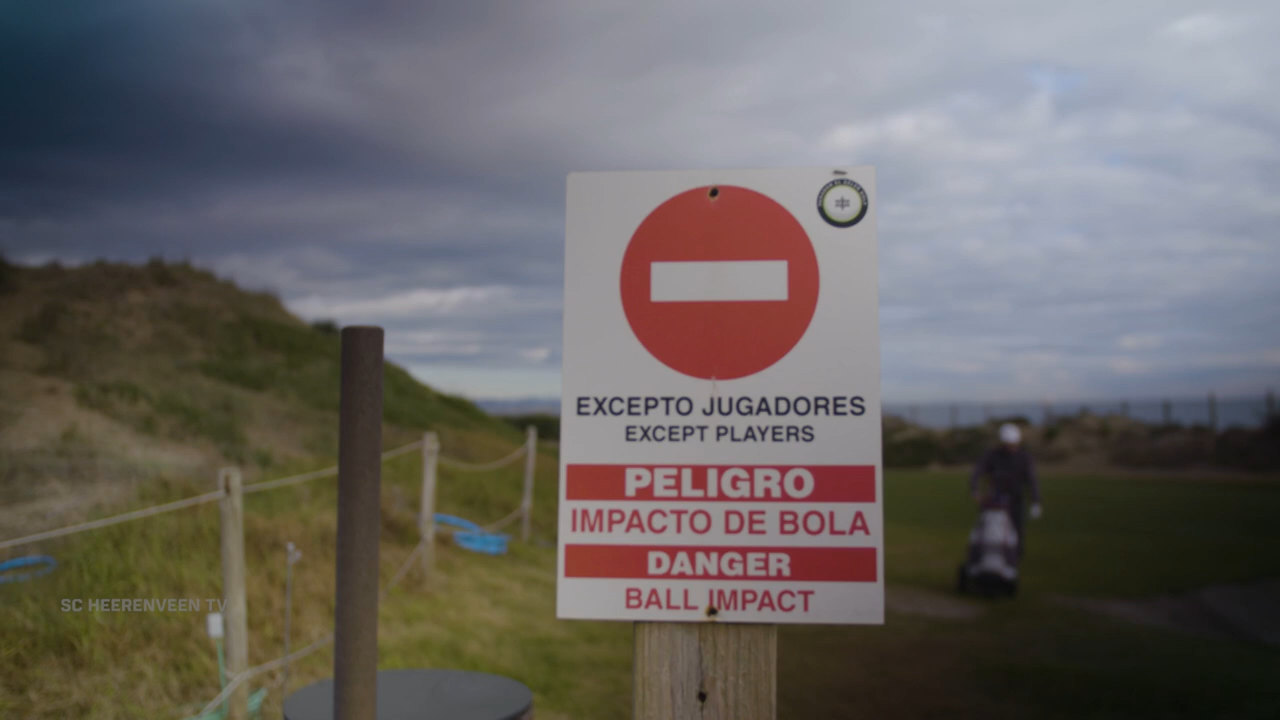 EXCEPTO JUGADORES
EXCEPT PLAYERS
PELIGRO
IMPACTO DE BOLA
DANGER
BALL IMPACT
SC HEERENVEEN TV